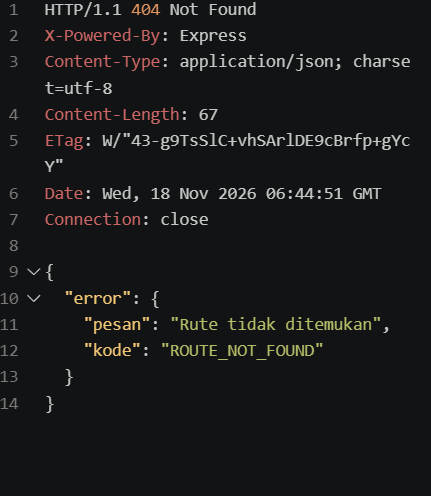 1 HTTP/1.1 404 Not Found
2 X-Powered-By: Express
3 Content-Type: application/json; charse
t=utf-8
4 Content-Length: 67
5 ETag: W/"43-g9TsSlC+vhSArlDE9cBrfp+gYc
Y"
6 Date: Wed, 18 Nov 2026 06:44:51 GMT
7 Connection: close
8
9 {
10 "error": {
11 "pesan": "Rute tidak ditemukan",
12 "kode": "ROUTE_NOT_FOUND"
13 }
14 }